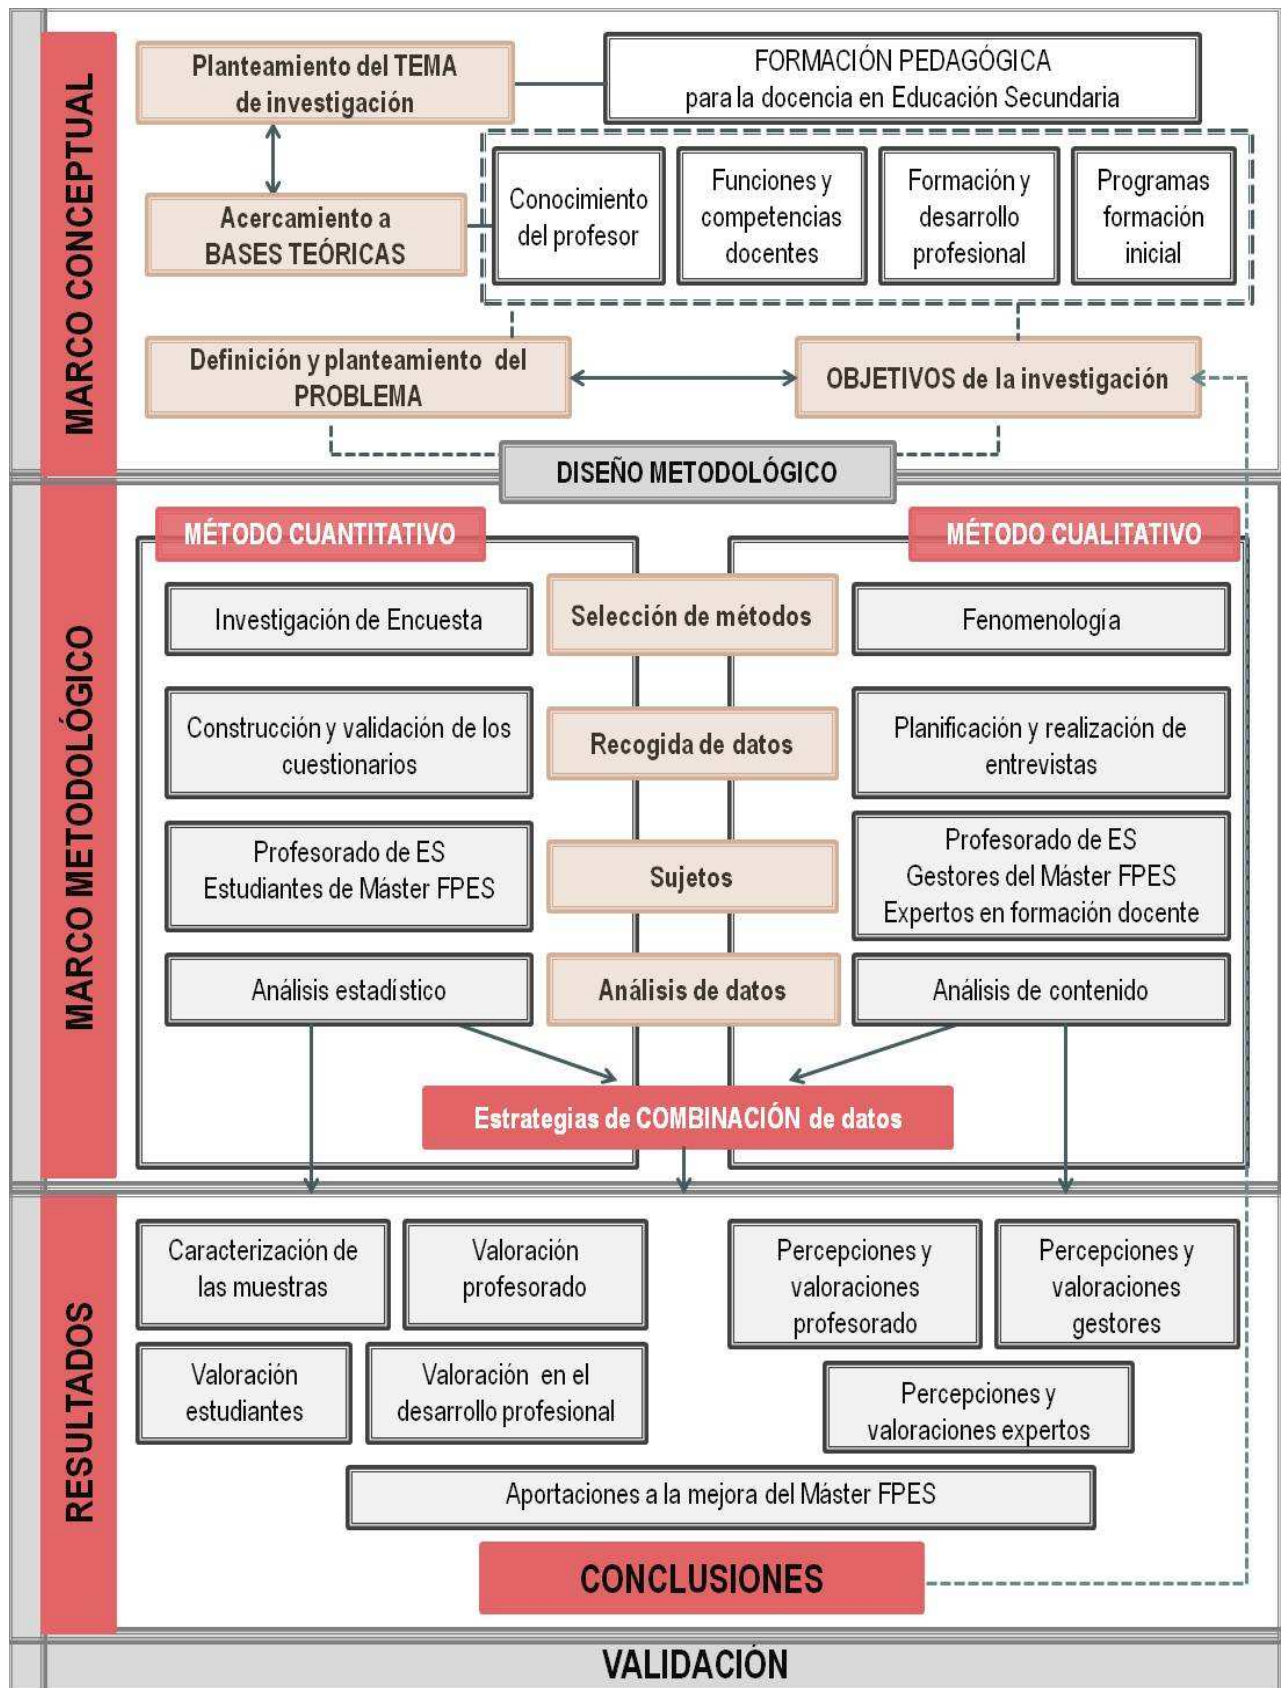 MARCO CONCEPTUAL
Planteamiento del TEMA
de investigación
FORMACIÓN PEDAGÓGICA
para la docencia en Educación Secundaria
Acercamiento a
BASES TEÓRICAS
Conocimiento
del profesor
Funciones y
competencias
docentes
Formación y
desarrollo
profesional
Programas
formación
inicial
Definición y planteamiento del
PROBLEMA
OBJETIVOS de la investigación
DISEÑO METODOLÓGICO
MARCO METODOLÓGICO
MÉTODO CUANTITATIVO
MÉTODO CUALITATIVO
Investigación de Encuesta
Selección de métodos
Fenomenología
Construcción y validación de los
cuestionarios
Recogida de datos
Planificación y realización de
entrevistas
Profesorado de ES
Estudiantes de Máster FPES
Sujetos
Profesorado de ES
Gestores del Máster FPES
Expertos en formación docente
Análisis estadístico
Análisis de datos
Análisis de contenido
Estrategias de COMBINACIÓN de datos
RESULTADOS
Caracterización de
las muestras
Valoración
profesorado
Percepciones y
valoraciones
profesorado
Percepciones y
valoraciones
gestores
Valoración
estudiantes
Valoración en el
desarrollo profesional
Percepciones y
valoraciones expertos
Aportaciones a la mejora del Máster FPES
CONCLUSIONES
VALIDACIÓN